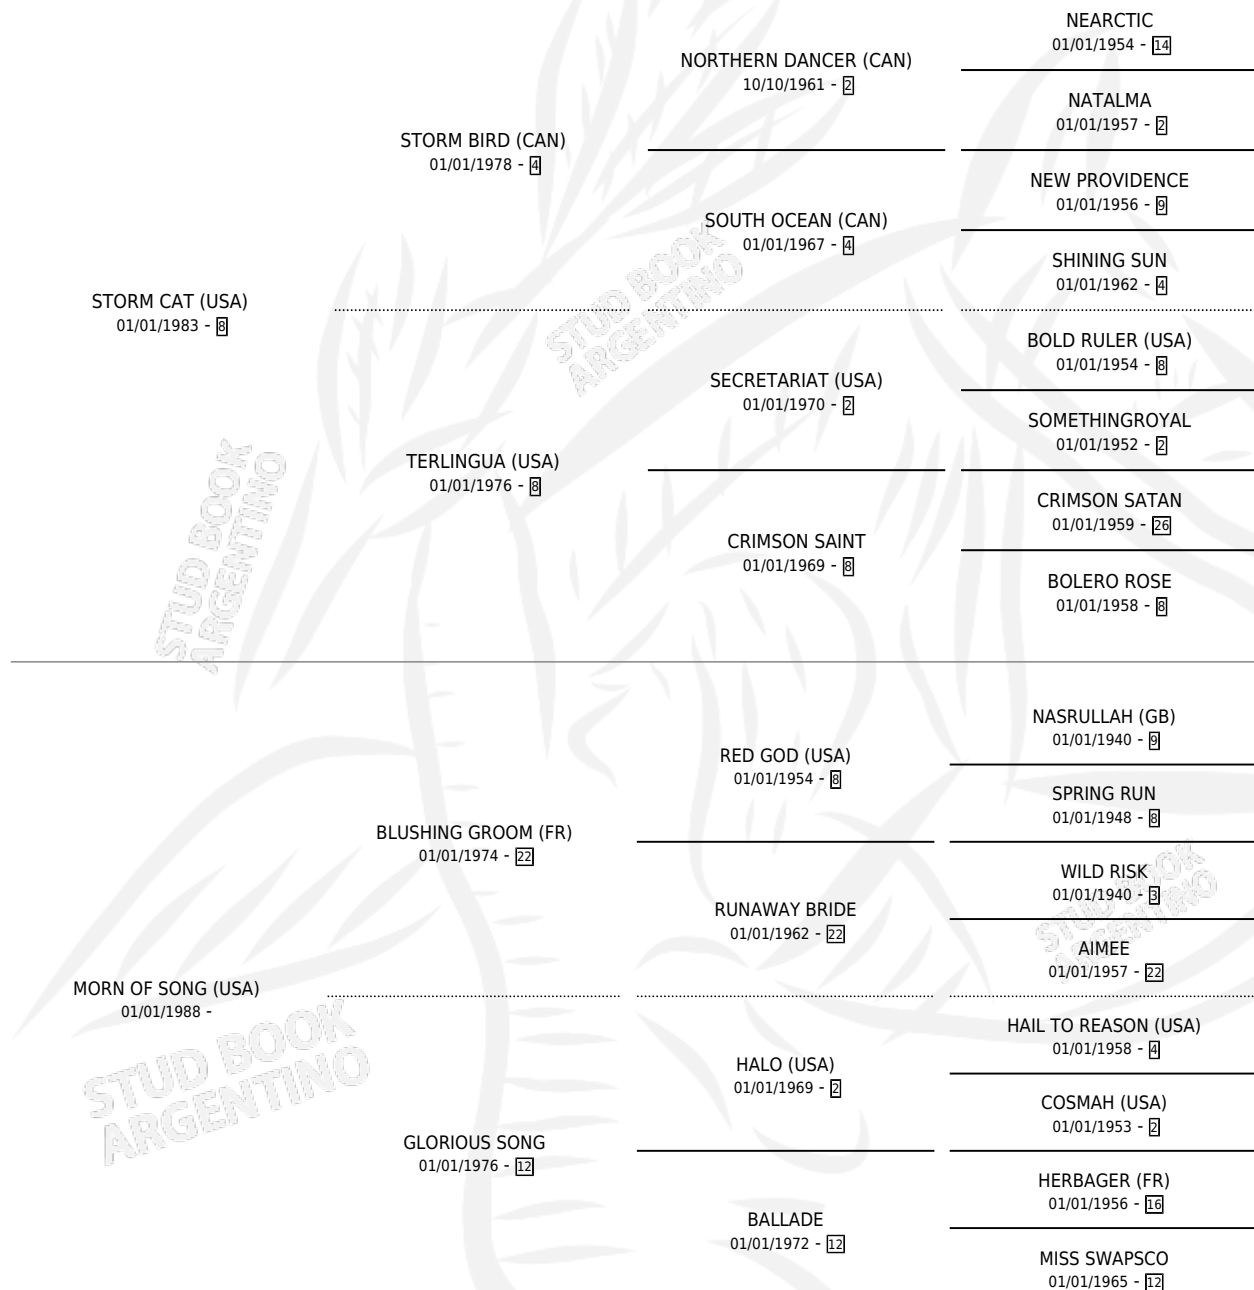 NEARCTIC
01/01/1954 - 14
NORTHERN DANCER (CAN)
10/10/1961 - 2
NATALMA
01/01/1957 - 2
STORM BIRD (CAN)
01/01/1978 - 4
NEW PROVIDENCE
01/01/1956 - 9
SOUTH OCEAN (CAN)
01/01/1967 - 4
SHINING SUN
01/01/1962 - 4
STORM CAT (USA)
01/01/1983 - 8
STUD BOOK
ARGENTINO
BOLD RULER (USA)
01/01/1954 - 8
SECRETARIAT (USA)
01/01/1970 - 2
SOMETHINGROYAL
01/01/1952 - 2
TERLINGUA (USA)
01/01/1976 - 8
CRIMSON SATAN
01/01/1959 - 26
CRIMSON SAINT
01/01/1969 - 8
BOLERO ROSE
01/01/1958 - 8
STUD BOOK
ARGENTINO
NASRULLAH (GB)
01/01/1940 - 9
RED GOD (USA)
01/01/1954 - 8
SPRING RUN
01/01/1948 - 8
BLUSHING GROOM (FR)
01/01/1974 - 22
WILD RISK
01/01/1940 - 3
RUNAWAY BRIDE
01/01/1962 - 22
STUD BOOK
ARGENTINO
AIMEE
01/01/1957 - 22
MORN OF SONG (USA)
01/01/1988 -
HAIL TO REASON (USA)
01/01/1958 - 4
STUD BOOK
ARGENTINO
HALO (USA)
01/01/1969 - 2
COSMAH (USA)
01/01/1953 - 2
GLORIOUS SONG
01/01/1976 - 12
HERBAGER (FR)
01/01/1956 - 16
BALLADE
01/01/1972 - 12
MISS SWAPSCO
01/01/1965 - 12